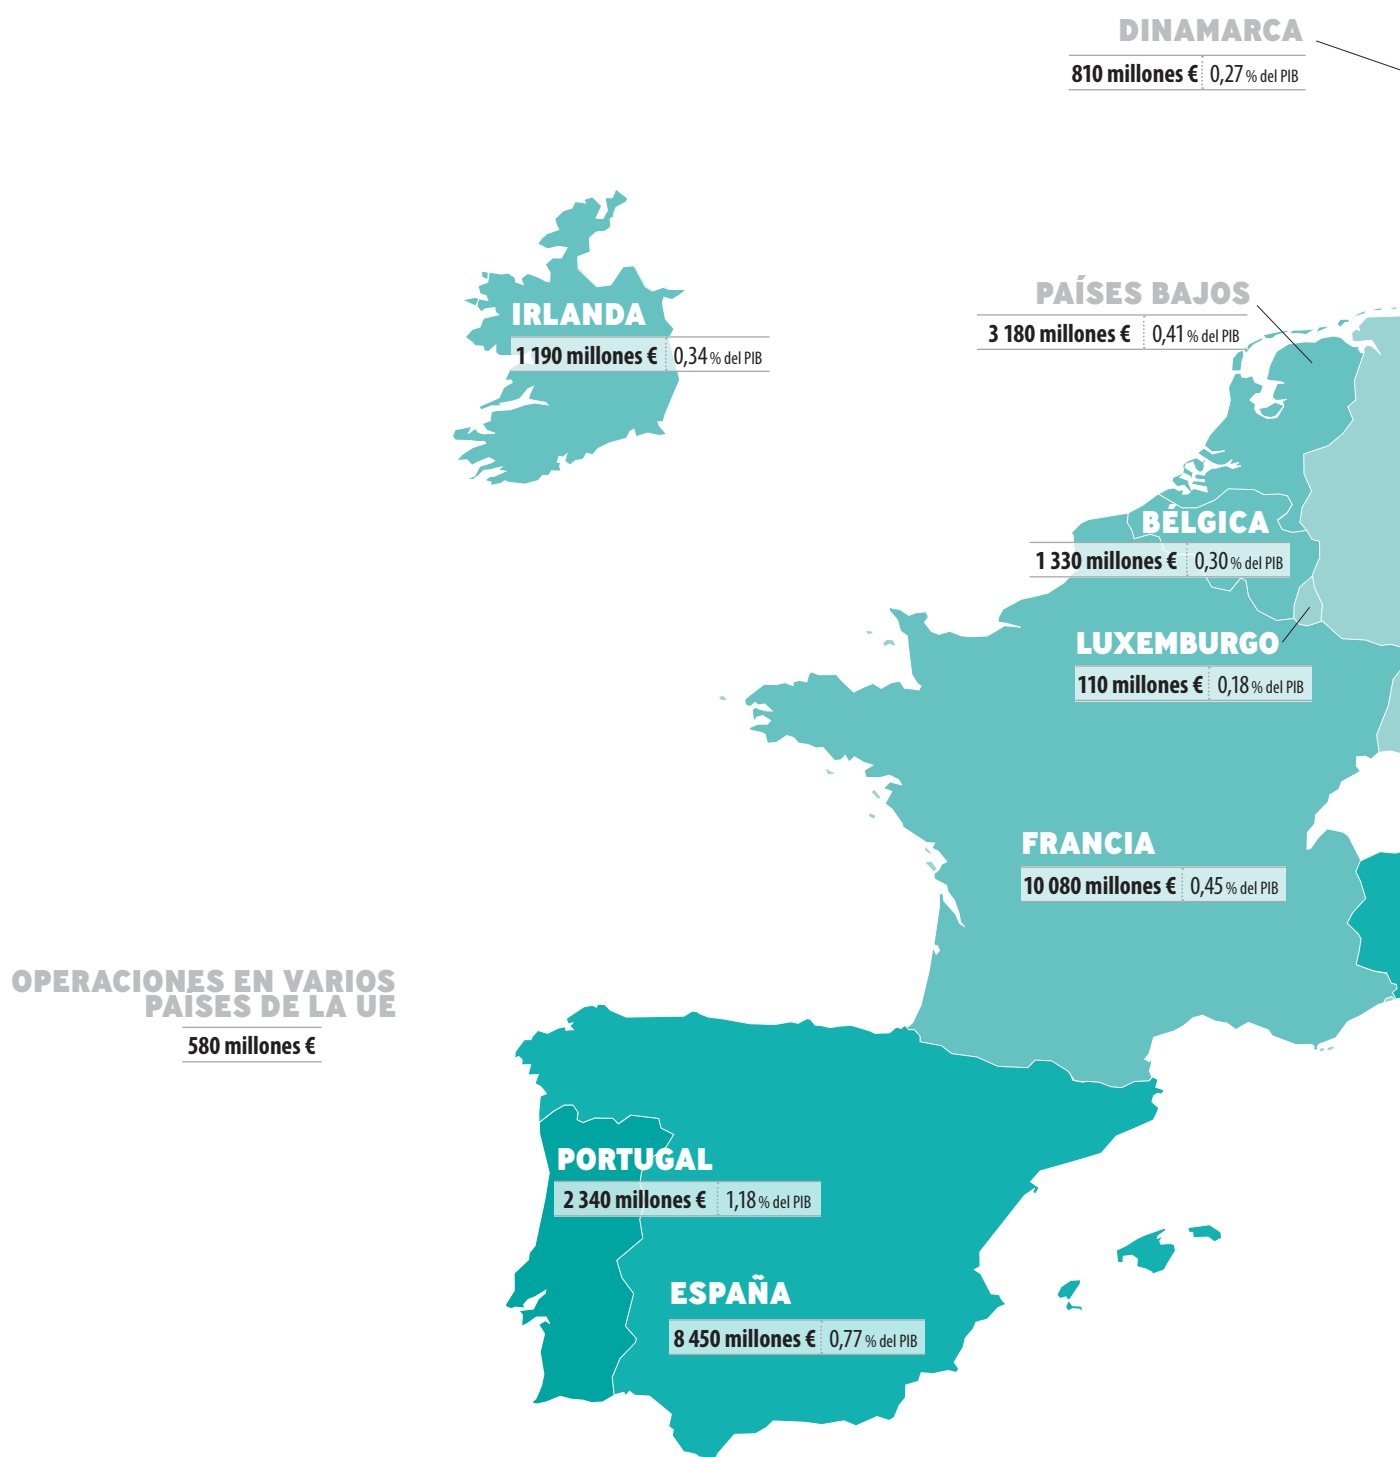 DINAMARCA
810 millones € 0,27 % del PIB
IRLANDA
1 190 millones € 0,34 % del PIB
PAÍSES BAJOS
3 180 millones € 0,41 % del PIB
BÉLGICA
1 330 millones € 0,30 % del PIB
LUXEMBURGO
110 millones € 0,18 % del PIB
FRANCIA
10 080 millones € 0,45 % del PIB
OPERACIONES EN VARIOS
PAÍSES DE LA UE
580 millones €
PORTUGAL
2 340 millones € 1,18 % del PIB
ESPAÑA
8 450 millones € 0,77 % del PIB